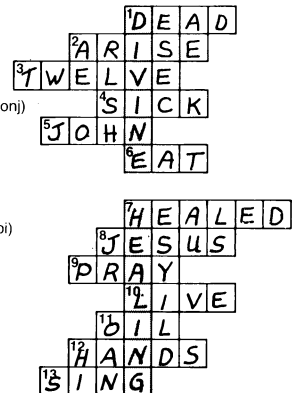 1DEAD
2ARISE
3TWELVE
onj)
4SICK
5JOHN
6EAT
7HEALED
oi)
8JESUS
9PRAY
10LIVE
11OIL
12HANDS
13SING